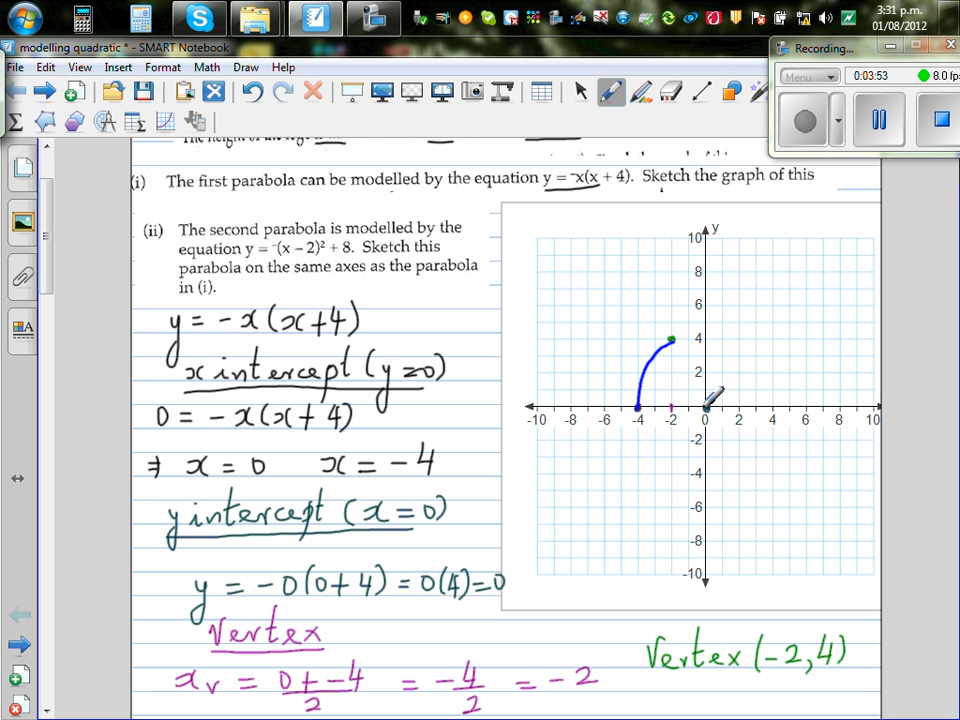 3:31 p.m.
01/08/2012
modelling quadratic * - SMART Notebook
Recording...
File Edit View Insert Format Math Draw Help
Menu 0:03:53 8.0 fp
The height of the
(i) The first parabola can be modelled by the equation y = ⁻x(x + 4). Sketch the graph of this
(ii) The second parabola is modelled by the
equation y = ⁻(x – 2)² + 8. Sketch this
parabola on the same axes as the parabola
in (i).
y = -x(x+4)
x intercept (y=0)
0 = -x(x+4)
⇒ x = 0 x = -4
y intercept (x=0)
y = -0(0+4) = 0(4)=0
Vertex
xv = 0+-4/2 = -4/2 = -2
y
10
8
6
4
2
-10 -8 -6 -4 -2 0 2 4 6 8 10
-2
-4
-6
-8
-10
Vertex (-2,4)